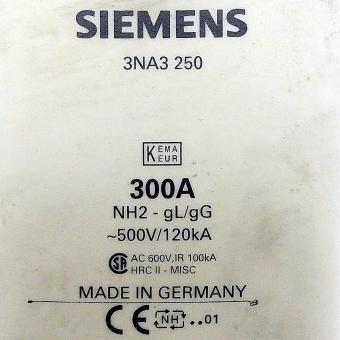 SIEMENS
3NA3 250
KEMA
KEUR
300A
NH2 - gL/gG
~500V/120kA
SA AC 600V,IR 100kA
HRC II - MISC
MADE IN GERMANY
CE NH ..01